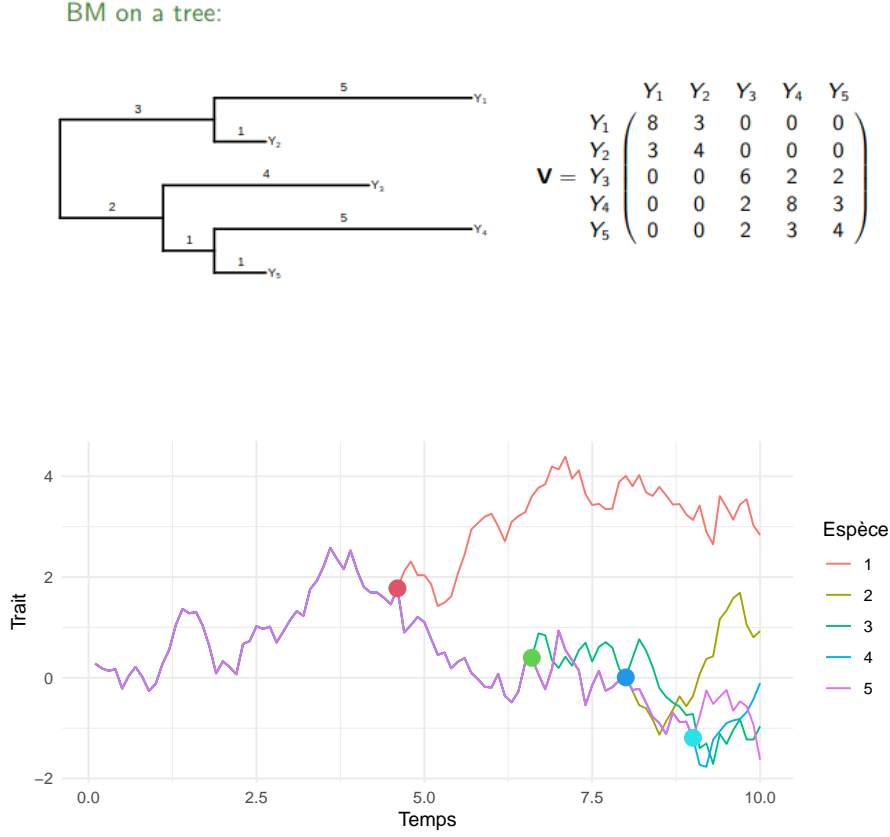 BM on a tree:
5
Y₁
3
1
Y₂
4
Y₃
2
5
Y₄
1
1
Y₅
Y₁ Y₂ Y₃ Y₄ Y₅
Y₁ 8 3 0 0 0
Y₂ 3 4 0 0 0
V = Y₃ 0 0 6 2 2
Y₄ 0 0 2 8 3
Y₅ 0 0 2 3 4
4
2
0
−2
Trait
0.0 2.5 5.0 7.5 10.0
Temps
Espèce
1
2
3
4
5